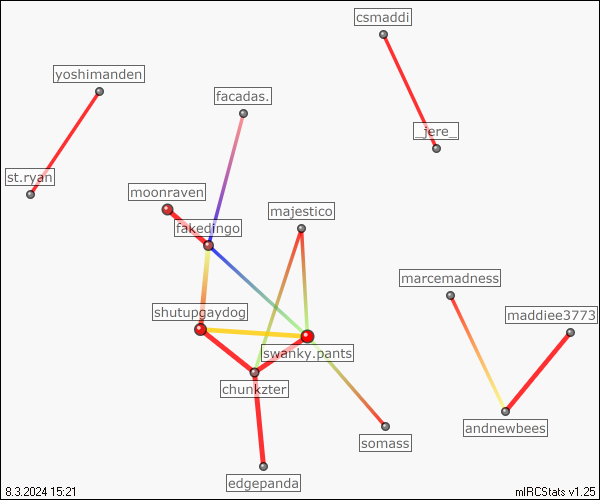 csmaddi
yoshimanden
facadas.
_jere_
st.ryan
moonraven
majestico
fakedingo
marcemadness
shutupgaydog
maddiee3773
swanky.pants
chunkzter
andnewbees
somass
edgepanda
8.3.2024 15:21
mIRCStats v1.25